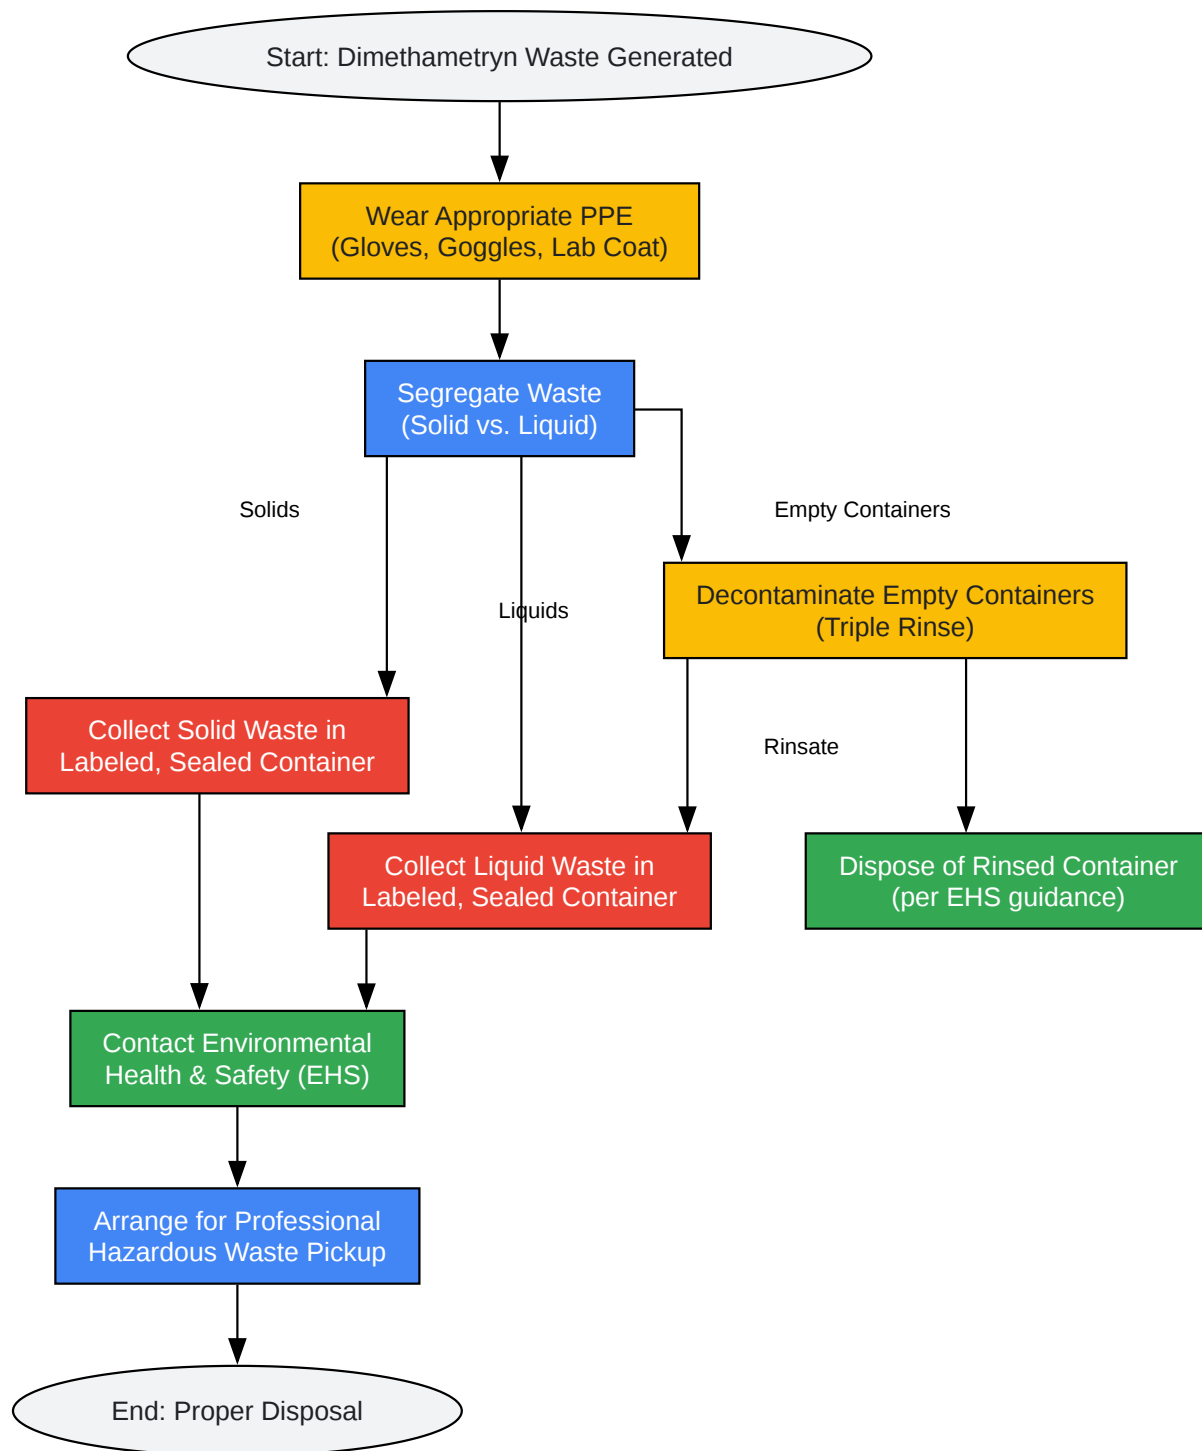 Start: Dimethametryn Waste Generated
Wear Appropriate PPE
(Gloves, Goggles, Lab Coat)
Segregate Waste
(Solid vs. Liquid)
Solids
Empty Containers
Liquids
Decontaminate Empty Containers
(Triple Rinse)
Collect Solid Waste in
Labeled, Sealed Container
Rinsate
Collect Liquid Waste in
Labeled, Sealed Container
Dispose of Rinsed Container
(per EHS guidance)
Contact Environmental
Health & Safety (EHS)
Arrange for Professional
Hazardous Waste Pickup
End: Proper Disposal